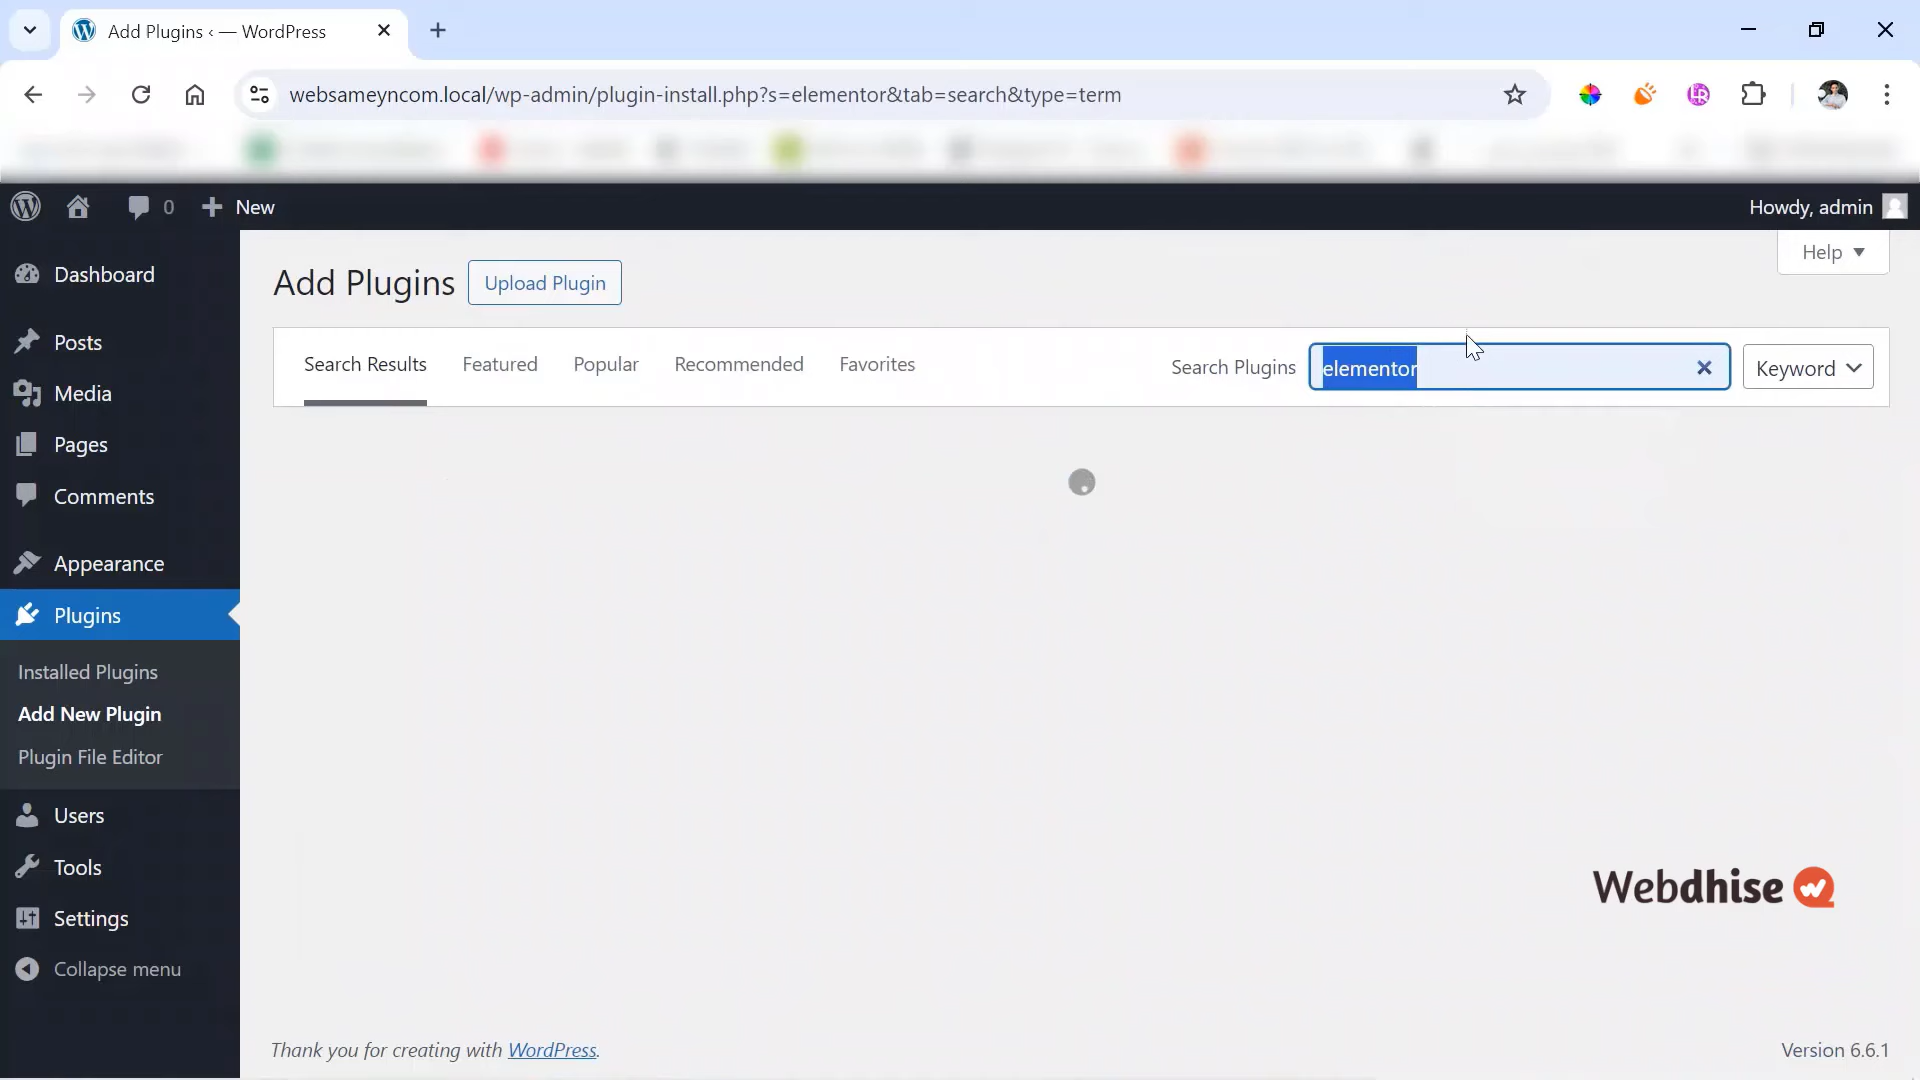 Add Plugins ‹ — WordPress
websameyncom.local/wp-admin/plugin-install.php?s=elementor&tab=search&type=term
0 New
Howdy, admin
Help
Dashboard
Posts
Media
Pages
Comments
Appearance
Plugins
Installed Plugins
Add New Plugin
Plugin File Editor
Users
Tools
Settings
Collapse menu
Add Plugins Upload Plugin
Search Results Featured Popular Recommended Favorites Search Plugins elementor Keyword
Webdhise
Thank you for creating with WordPress.
Version 6.6.1